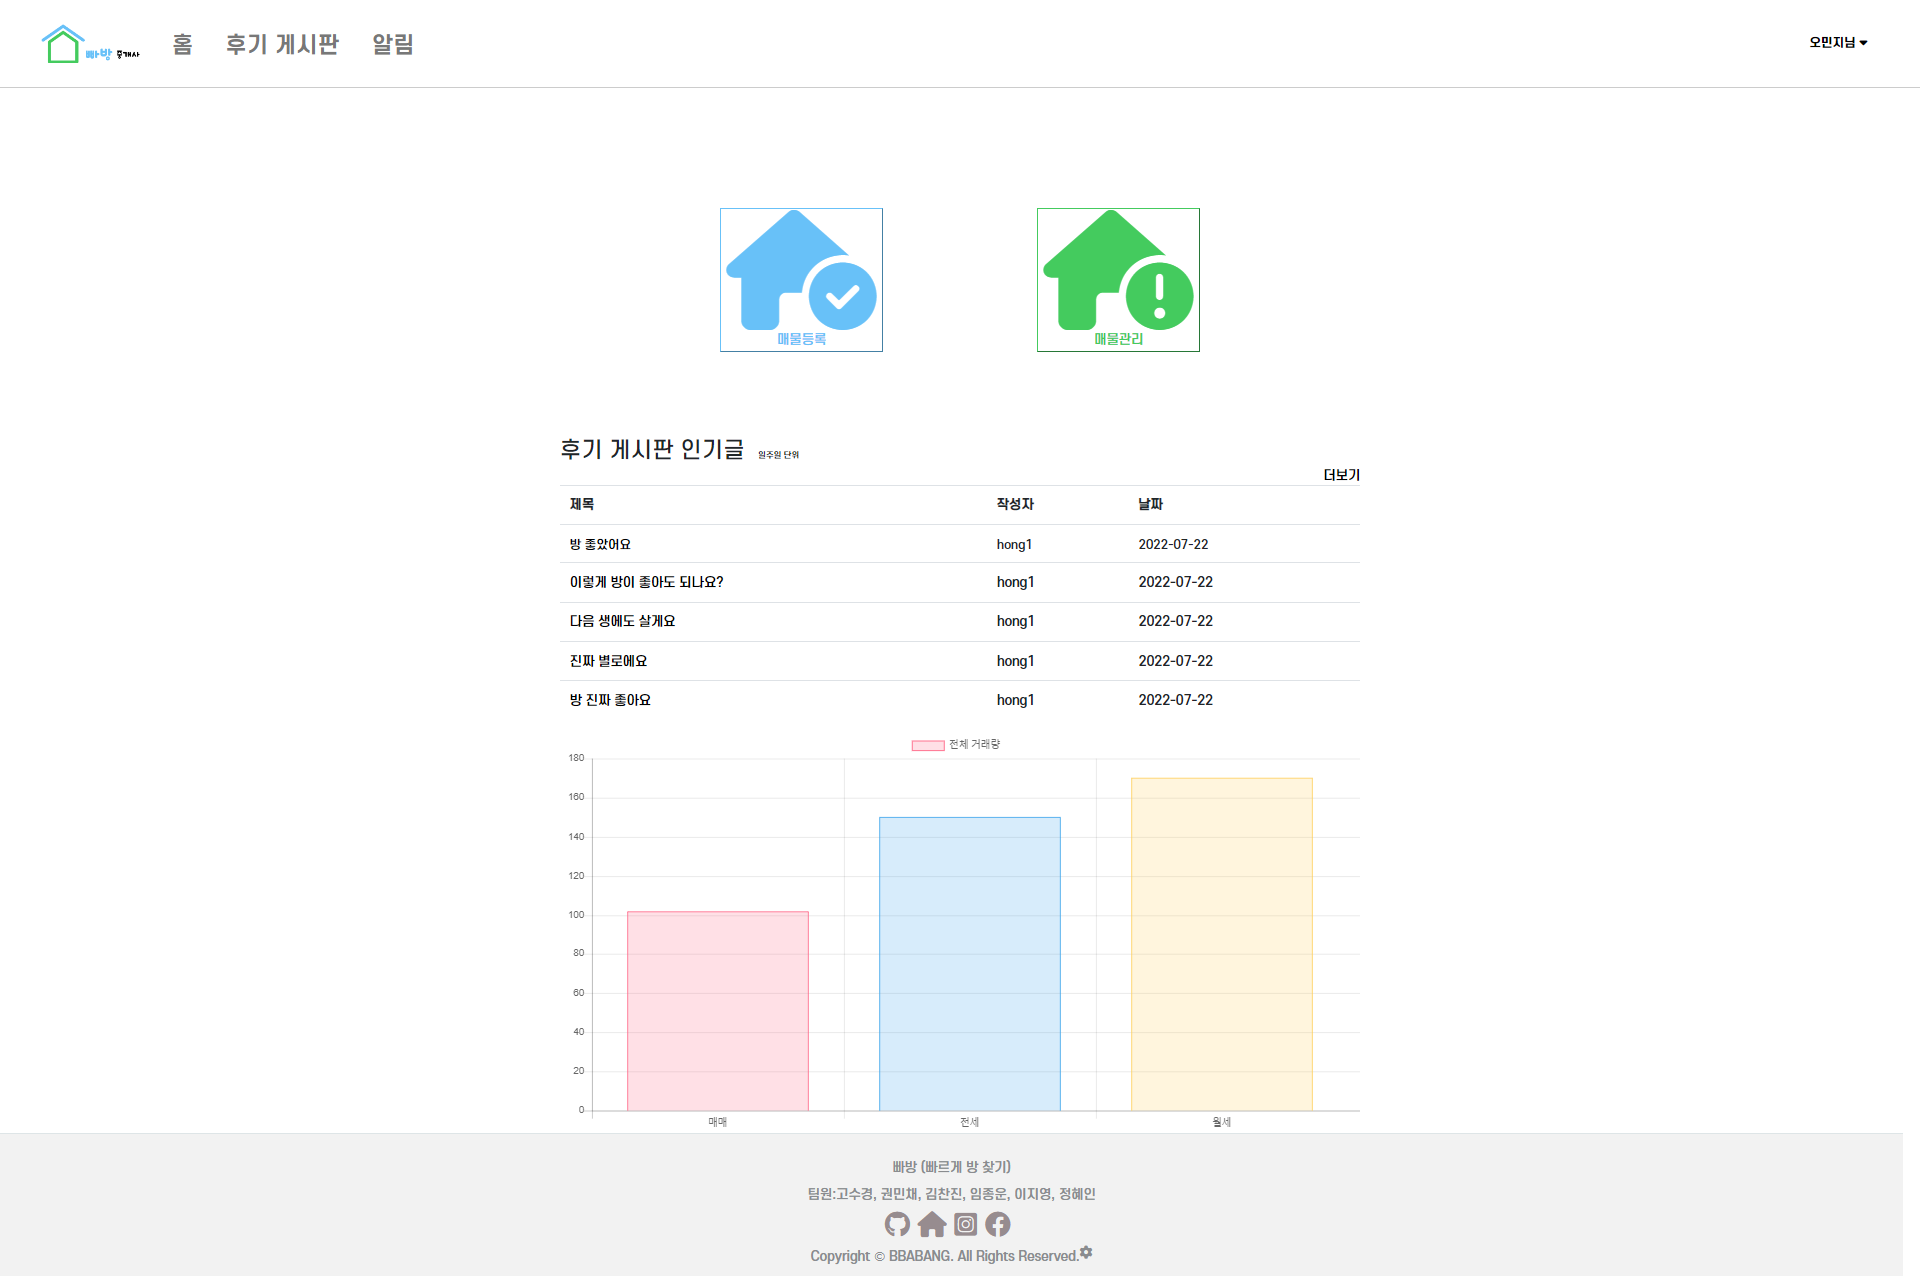 빠방 중개사 홈 후기 게시판 알림 오민지님
매물등록 매물관리
후기 게시판 인기글 일주일 단위
더보기
제목 작성자 날짜
방 좋았어요 hong1 2022-07-22
이렇게 방이 좋아도 되나요? hong1 2022-07-22
다음 생에도 살게요 hong1 2022-07-22
진짜 별로에요 hong1 2022-07-22
방 진짜 좋아요 hong1 2022-07-22
전체 거래량
180
160
140
120
100
80
60
40
20
0
매매 전세 월세
빠방 (빠르게 방 찾기)
팀원:고수경, 권민채, 김찬진, 임종운, 이지영, 정혜인
Copyright © BBABANG. All Rights Reserved.